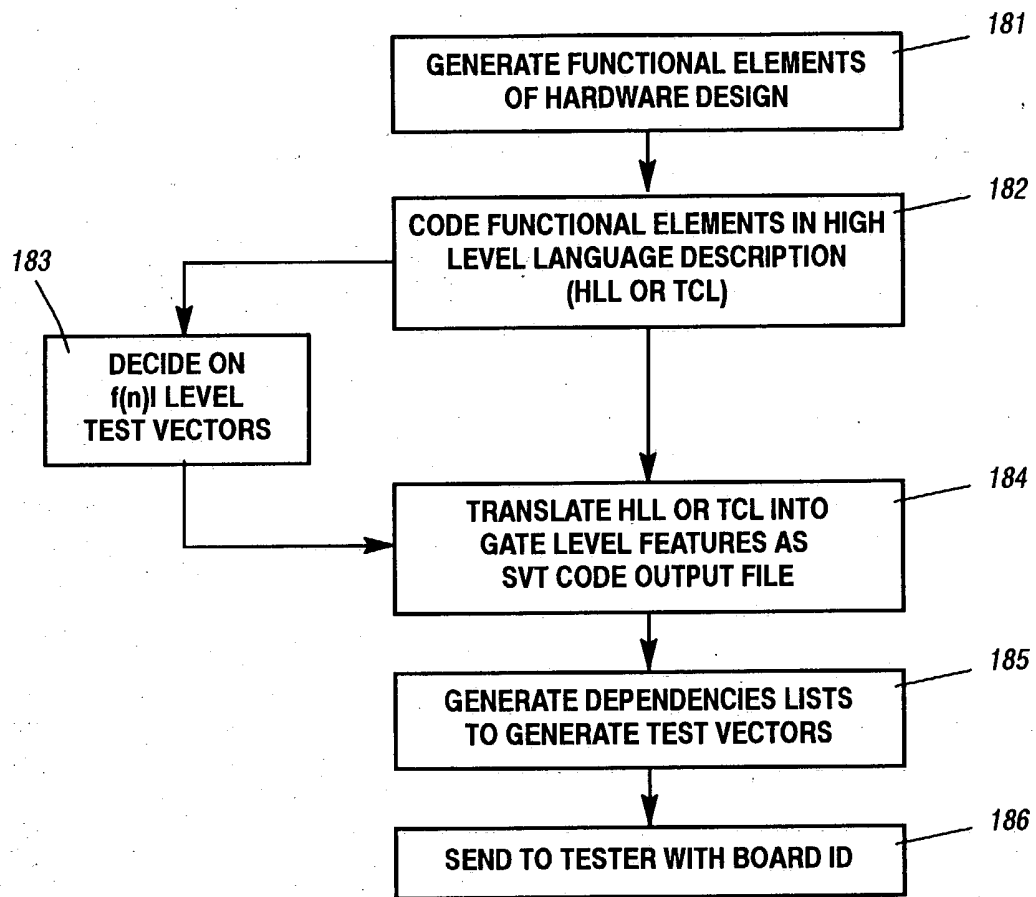 181
GENERATE FUNCTIONAL ELEMENTS
OF HARDWARE DESIGN
182
CODE FUNCTIONAL ELEMENTS IN HIGH
LEVEL LANGUAGE DESCRIPTION
(HLL OR TCL)
183
DECIDE ON
f(n)l LEVEL
TEST VECTORS
184
TRANSLATE HLL OR TCL INTO
GATE LEVEL FEATURES AS
SVT CODE OUTPUT FILE
185
GENERATE DEPENDENCIES LISTS
TO GENERATE TEST VECTORS
186
SEND TO TESTER WITH BOARD ID